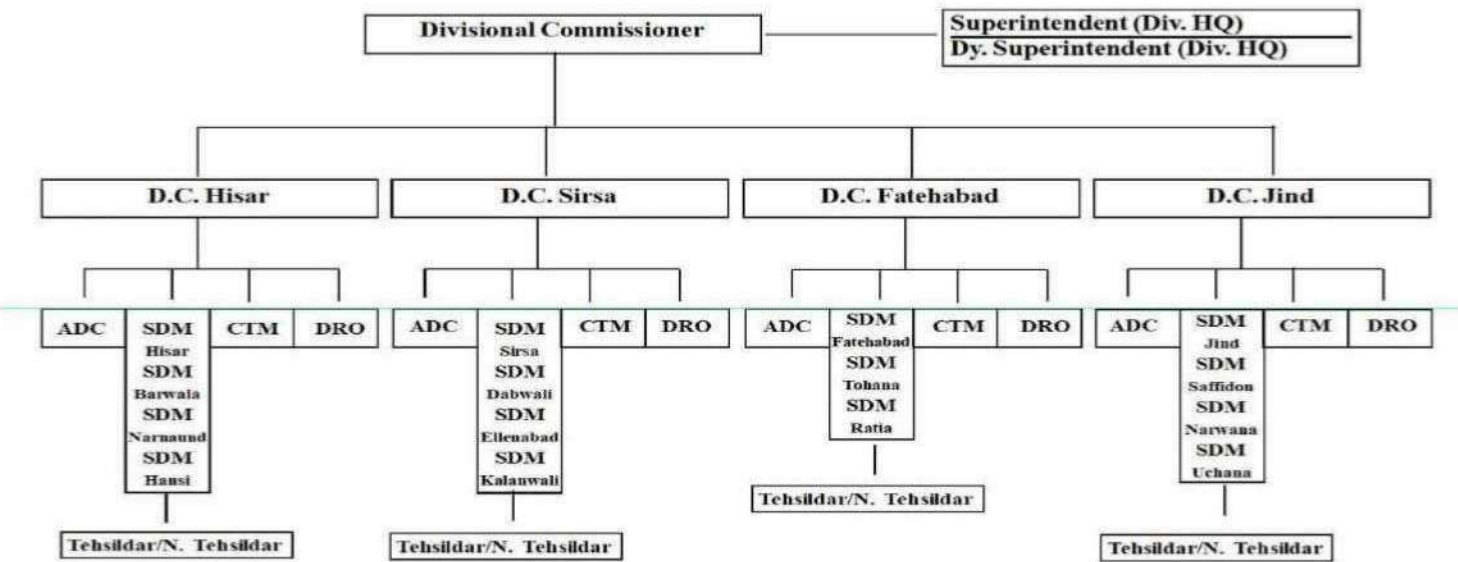 Divisional Commissioner
Superintendent (Div. HQ)
Dy. Superintendent (Div. HQ)
D.C. Hisar
D.C. Sirsa
D.C. Fatehabad
D.C. Jind
ADC
SDM
Hisar
SDM
Barwala
SDM
Narnaund
SDM
Hansi
CTM
DRO
Tehsildar/N. Tehsildar
ADC
SDM
Sirsa
SDM
Dabwali
SDM
Ellenabad
SDM
Kalanwali
CTM
DRO
Tehsildar/N. Tehsildar
ADC
SDM
Fatehabad
SDM
Tohana
SDM
Ratia
CTM
DRO
Tehsildar/N. Tehsildar
ADC
SDM
Jind
SDM
Saffidon
SDM
Narwana
SDM
Uchana
CTM
DRO
Tehsildar/N. Tehsildar